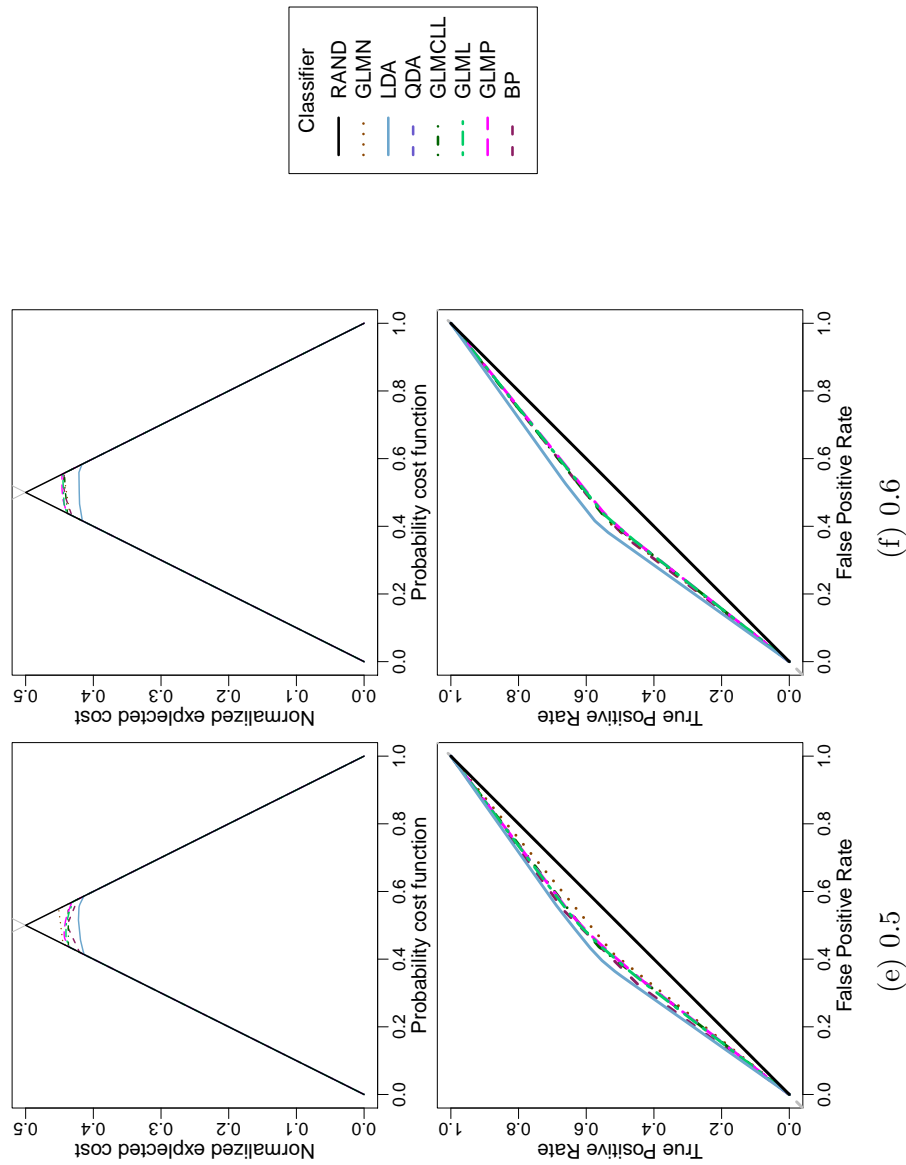 Normalized explected cost
0.5
0.4
0.3
0.2
0.1
0.0
0.0 0.2 0.4 0.6 0.8 1.0
Probability cost function
Normalized explected cost
0.5
0.4
0.3
0.2
0.1
0.0
0.0 0.2 0.4 0.6 0.8 1.0
Probability cost function
True Positive Rate
1.0
0.8
0.6
0.4
0.2
0.0
0.0 0.2 0.4 0.6 0.8 1.0
False Positive Rate
(e) 0.5
True Positive Rate
1.0
0.8
0.6
0.4
0.2
0.0
0.0 0.2 0.4 0.6 0.8 1.0
False Positive Rate
(f) 0.6
Classifier
RAND
GLMN
LDA
QDA
GLMCLL
GLML
GLMP
BP